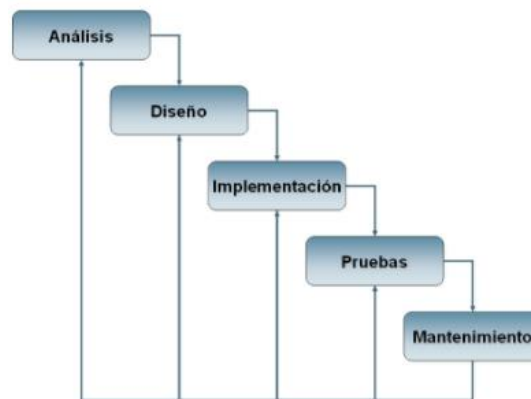 Análisis
Diseño
Implementación
Pruebas
Mantenimiento